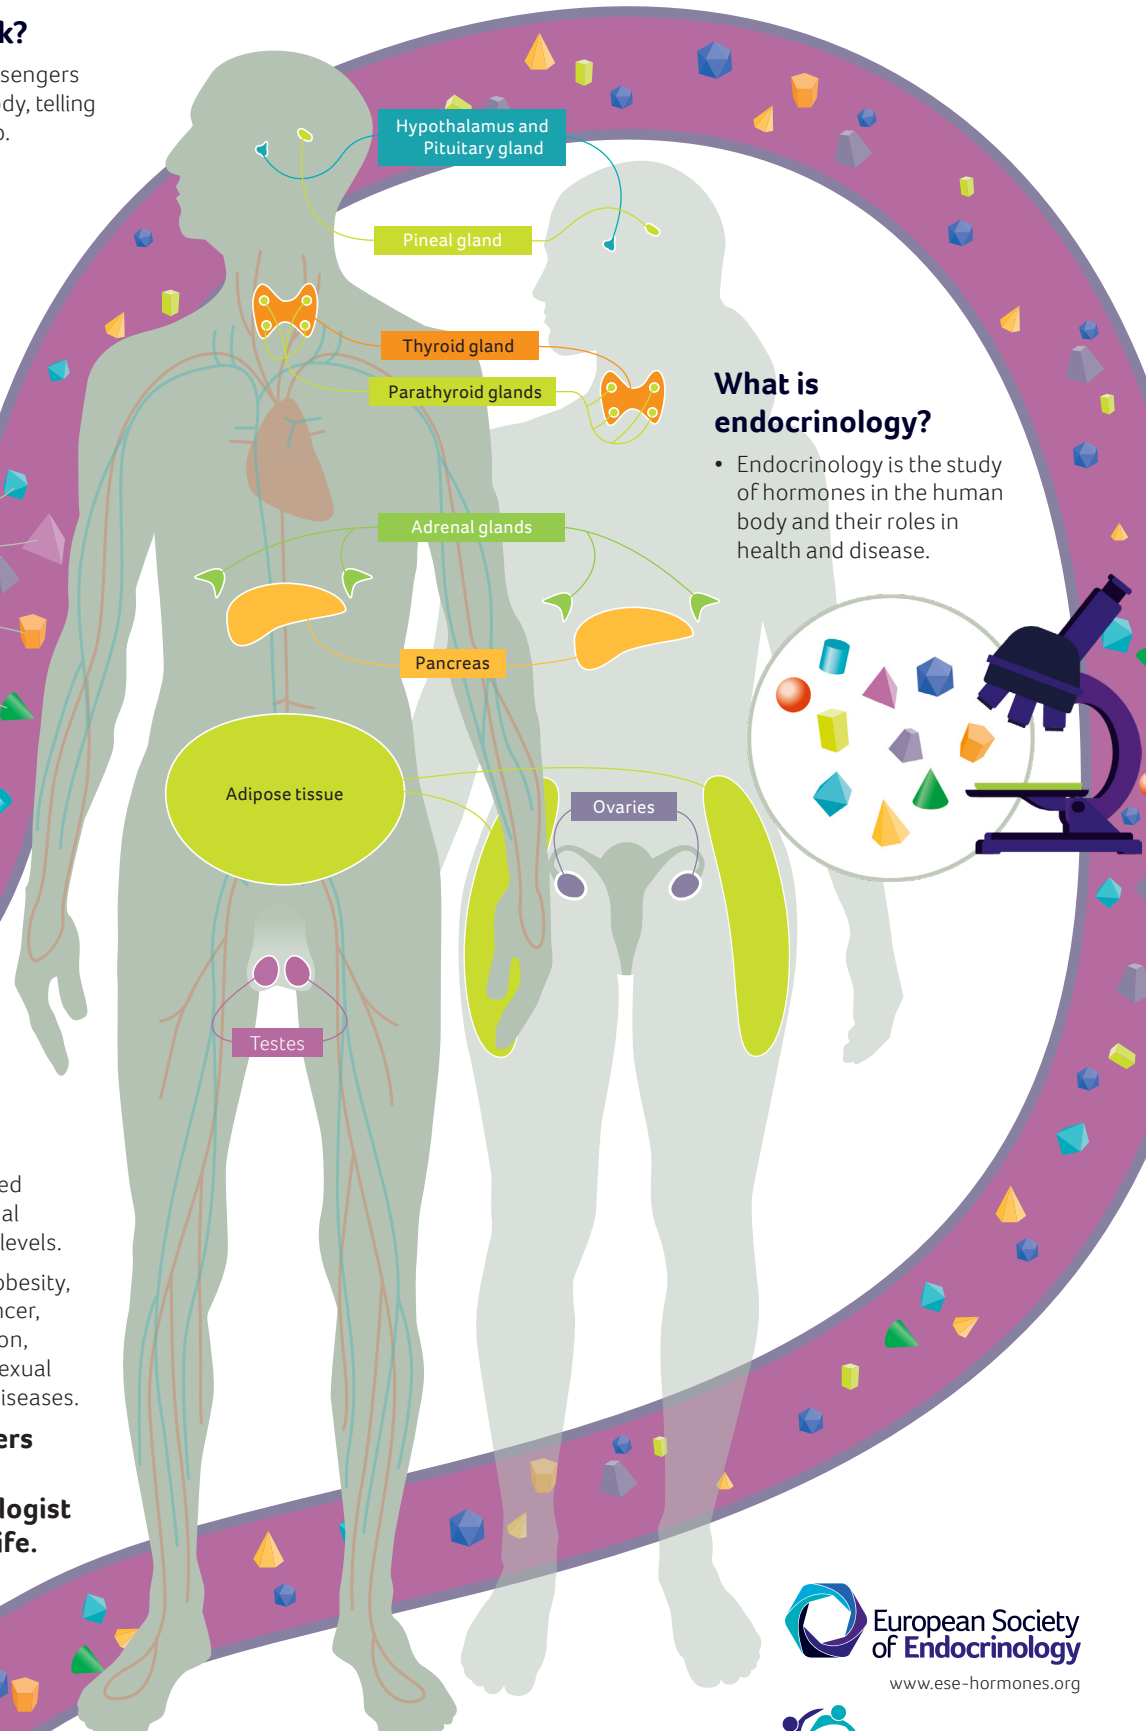 k?
sengers
dy, telling
o.
Hypothalamus and
Pituitary gland
Pineal gland
Thyroid gland
Parathyroid glands
What is
endocrinology?
• Endocrinology is the study
of hormones in the human
body and their roles in
health and disease.
Adrenal glands
Pancreas
Adipose tissue
Ovaries
Testes
ed
al
levels.
obesity,
ncer,
on,
exual
iseases.
ers
logist
ife.
European Society
of Endocrinology
www.ese-hormones.org